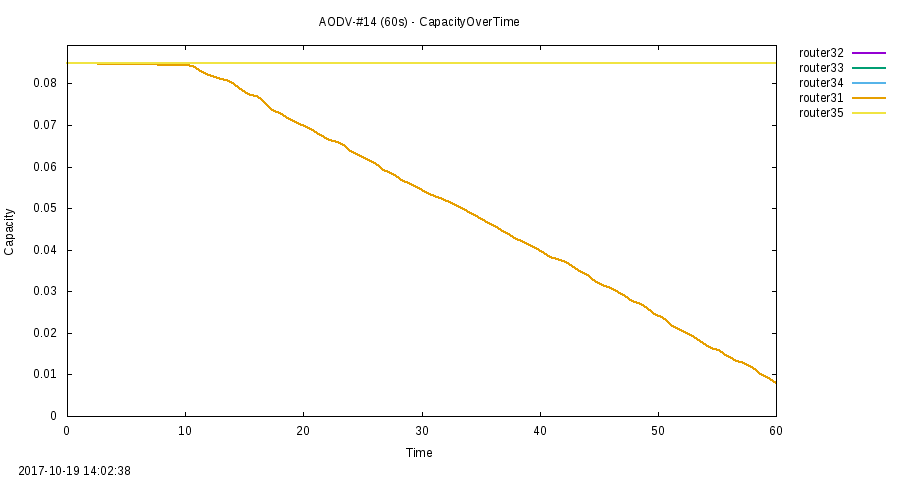 AODV-#14 (60s) - CapacityOverTime
router32
router33
router34
router31
router35
0.08
0.07
0.06
0.05
0.04
0.03
0.02
0.01
0
Capacity
0 10 20 30 40 50 60
Time
2017-10-19 14:02:38